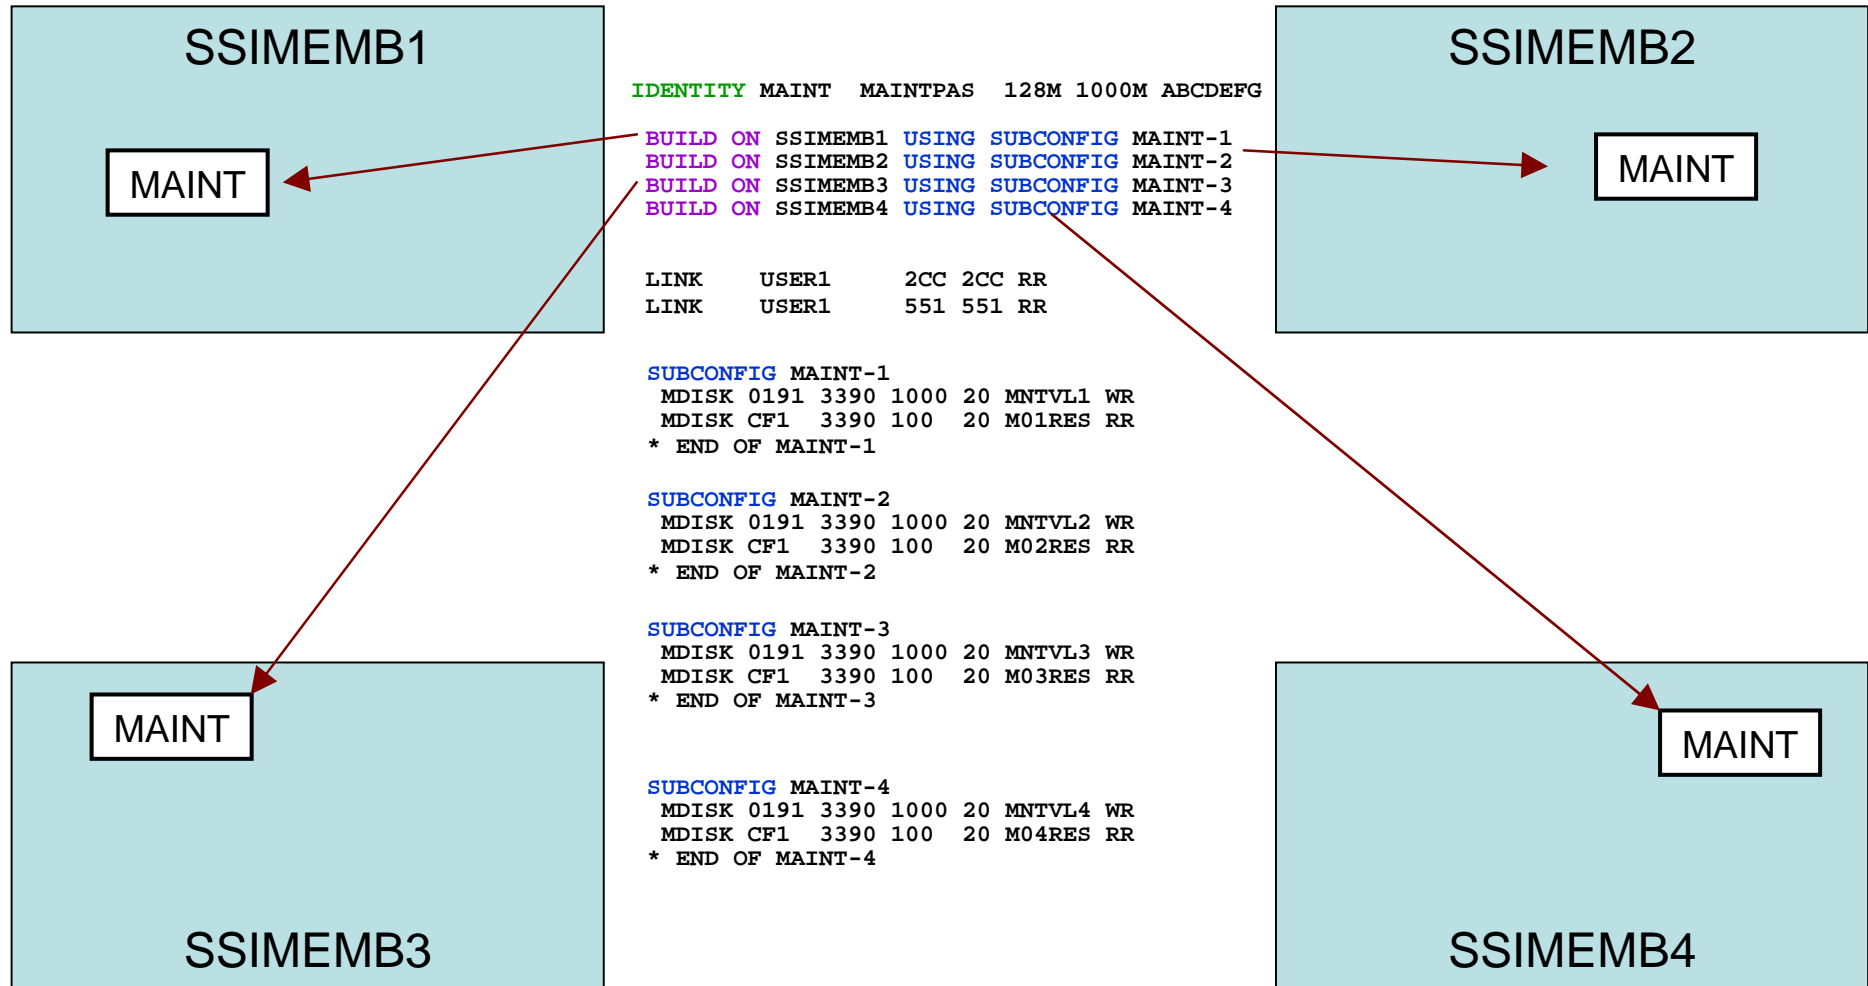 SSIMEMB1
MAINT
SSIMEMB2
MAINT
IDENTITY MAINT  MAINTPAS  128M 1000M ABCDEFG
BUILD ON SSIMEMB1 USING SUBCONFIG MAINT-1
BUILD ON SSIMEMB2 USING SUBCONFIG MAINT-2
BUILD ON SSIMEMB3 USING SUBCONFIG MAINT-3
BUILD ON SSIMEMB4 USING SUBCONFIG MAINT-4
LINK    USER1     2CC 2CC RR
LINK    USER1     551 551 RR
SUBCONFIG MAINT-1
MDISK 0191 3390 1000 20 MNTVL1 WR
MDISK CF1  3390 100  20 M01RES RR
* END OF MAINT-1
SUBCONFIG MAINT-2
MDISK 0191 3390 1000 20 MNTVL2 WR
MDISK CF1  3390 100  20 M02RES RR
* END OF MAINT-2
SUBCONFIG MAINT-3
MDISK 0191 3390 1000 20 MNTVL3 WR
MDISK CF1  3390 100  20 M03RES RR
* END OF MAINT-3
SUBCONFIG MAINT-4
MDISK 0191 3390 1000 20 MNTVL4 WR
MDISK CF1  3390 100  20 M04RES RR
* END OF MAINT-4
MAINT
SSIMEMB3
MAINT
SSIMEMB4